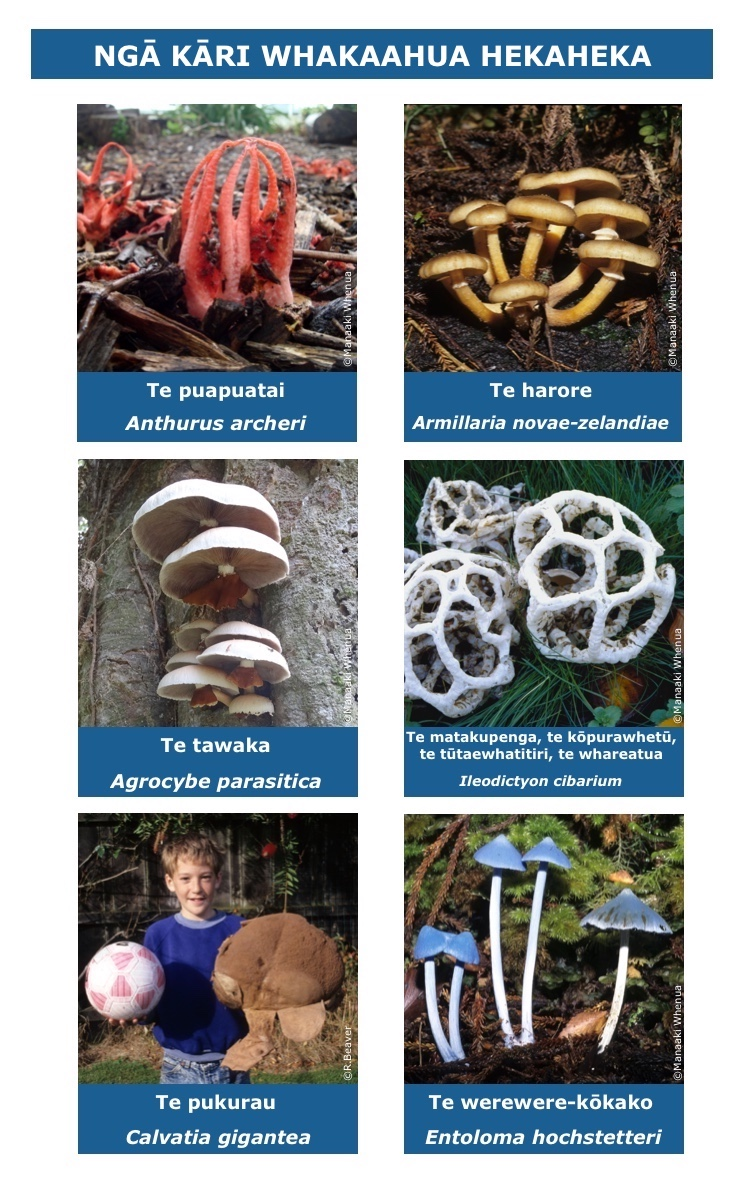 NGĀ KĀRI WHAKAAHUA HEKAHEKA
©Manaaki Whenua
Te puapuatai
Anthurus archeri
©Manaaki Whenua
Te harore
Armillaria novae-zelandiae
©Manaaki Whenua
Te tawaka
Agrocybe parasitica
©Manaaki Whenua
Te matakupenga, te kōpurawhetū,
te tūtaewhatitiri, te whareatua
Ileodictyon cibarium
©R.Beaver
Te pukurau
Calvatia gigantea
©Manaaki Whenua
Te werewere-kōkako
Entoloma hochstetteri